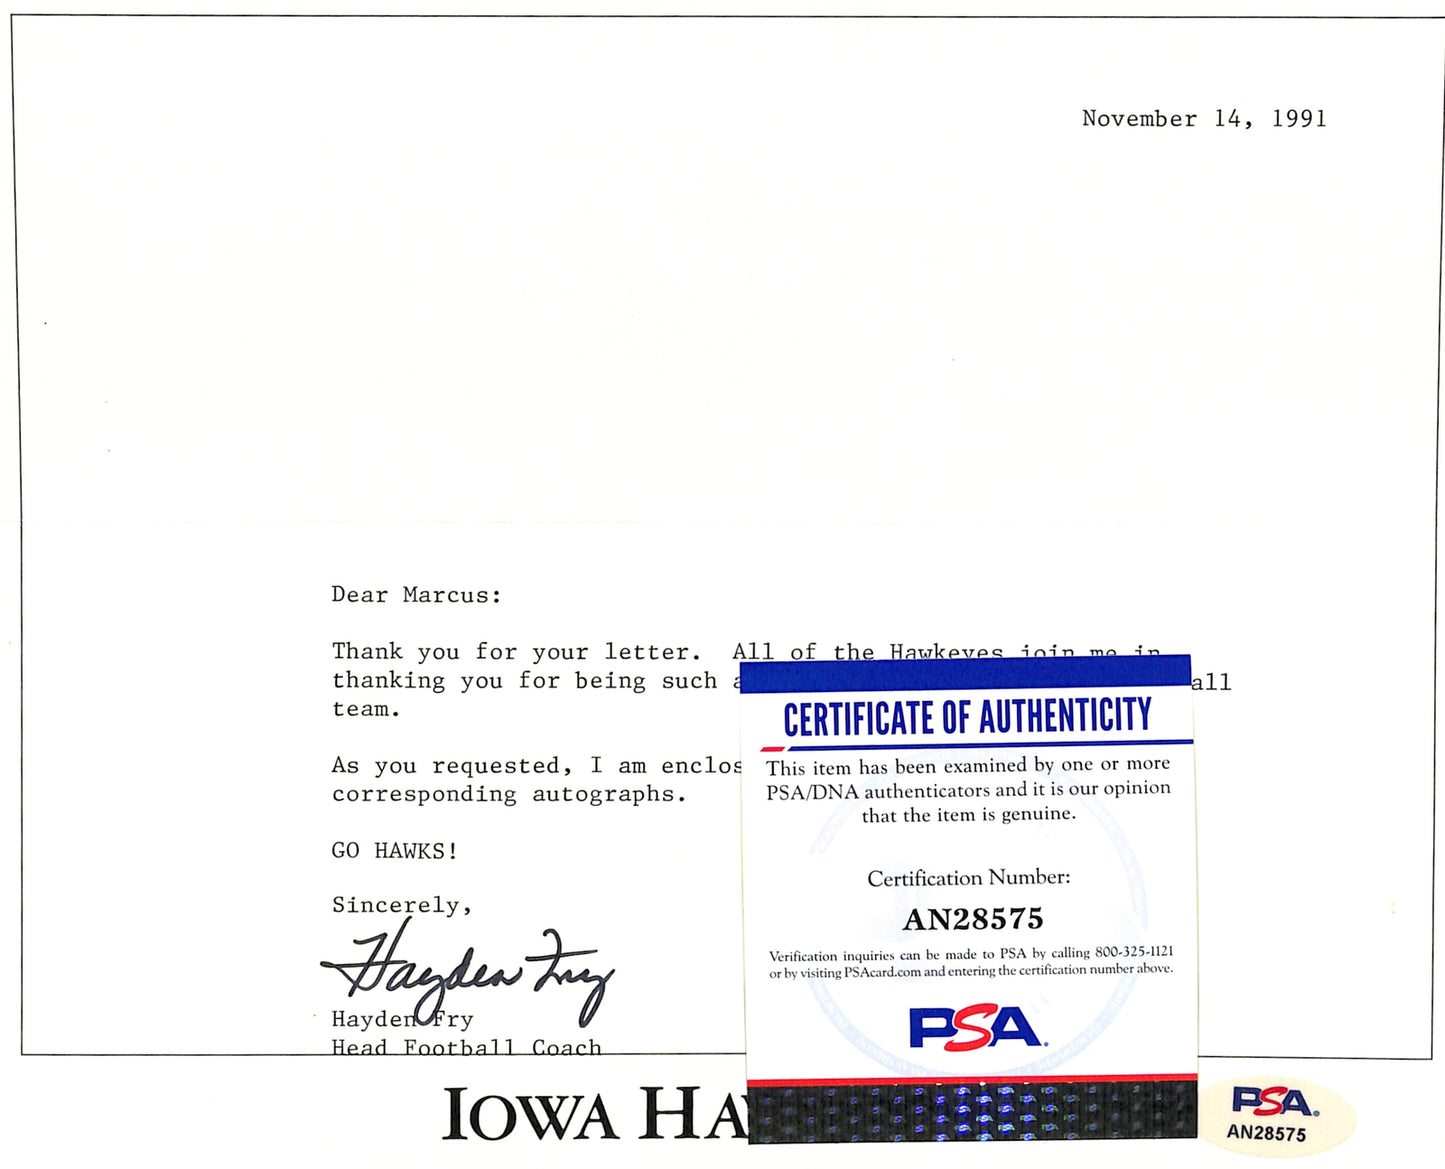 November 14, 1991
Dear Marcus:
Thank you for your letter. All of the Hawkeyes join me in
thanking you for being such a
all
team.
As you requested, I am enclos
corresponding autographs.
GO HAWKS!
Sincerely,
Hayden Fry
Hayden Fry
Head Football Coach
IOWA HA
CERTIFICATE OF AUTHENTICITY
This item has been examined by one or more
PSA/DNA authenticators and it is our opinion
that the item is genuine.
Certification Number:
AN28575
Verification inquiries can be made to PSA by calling 800-325-1121
or by visiting PSAcard.com and entering the certification number above.
PSA
PSA
AN28575